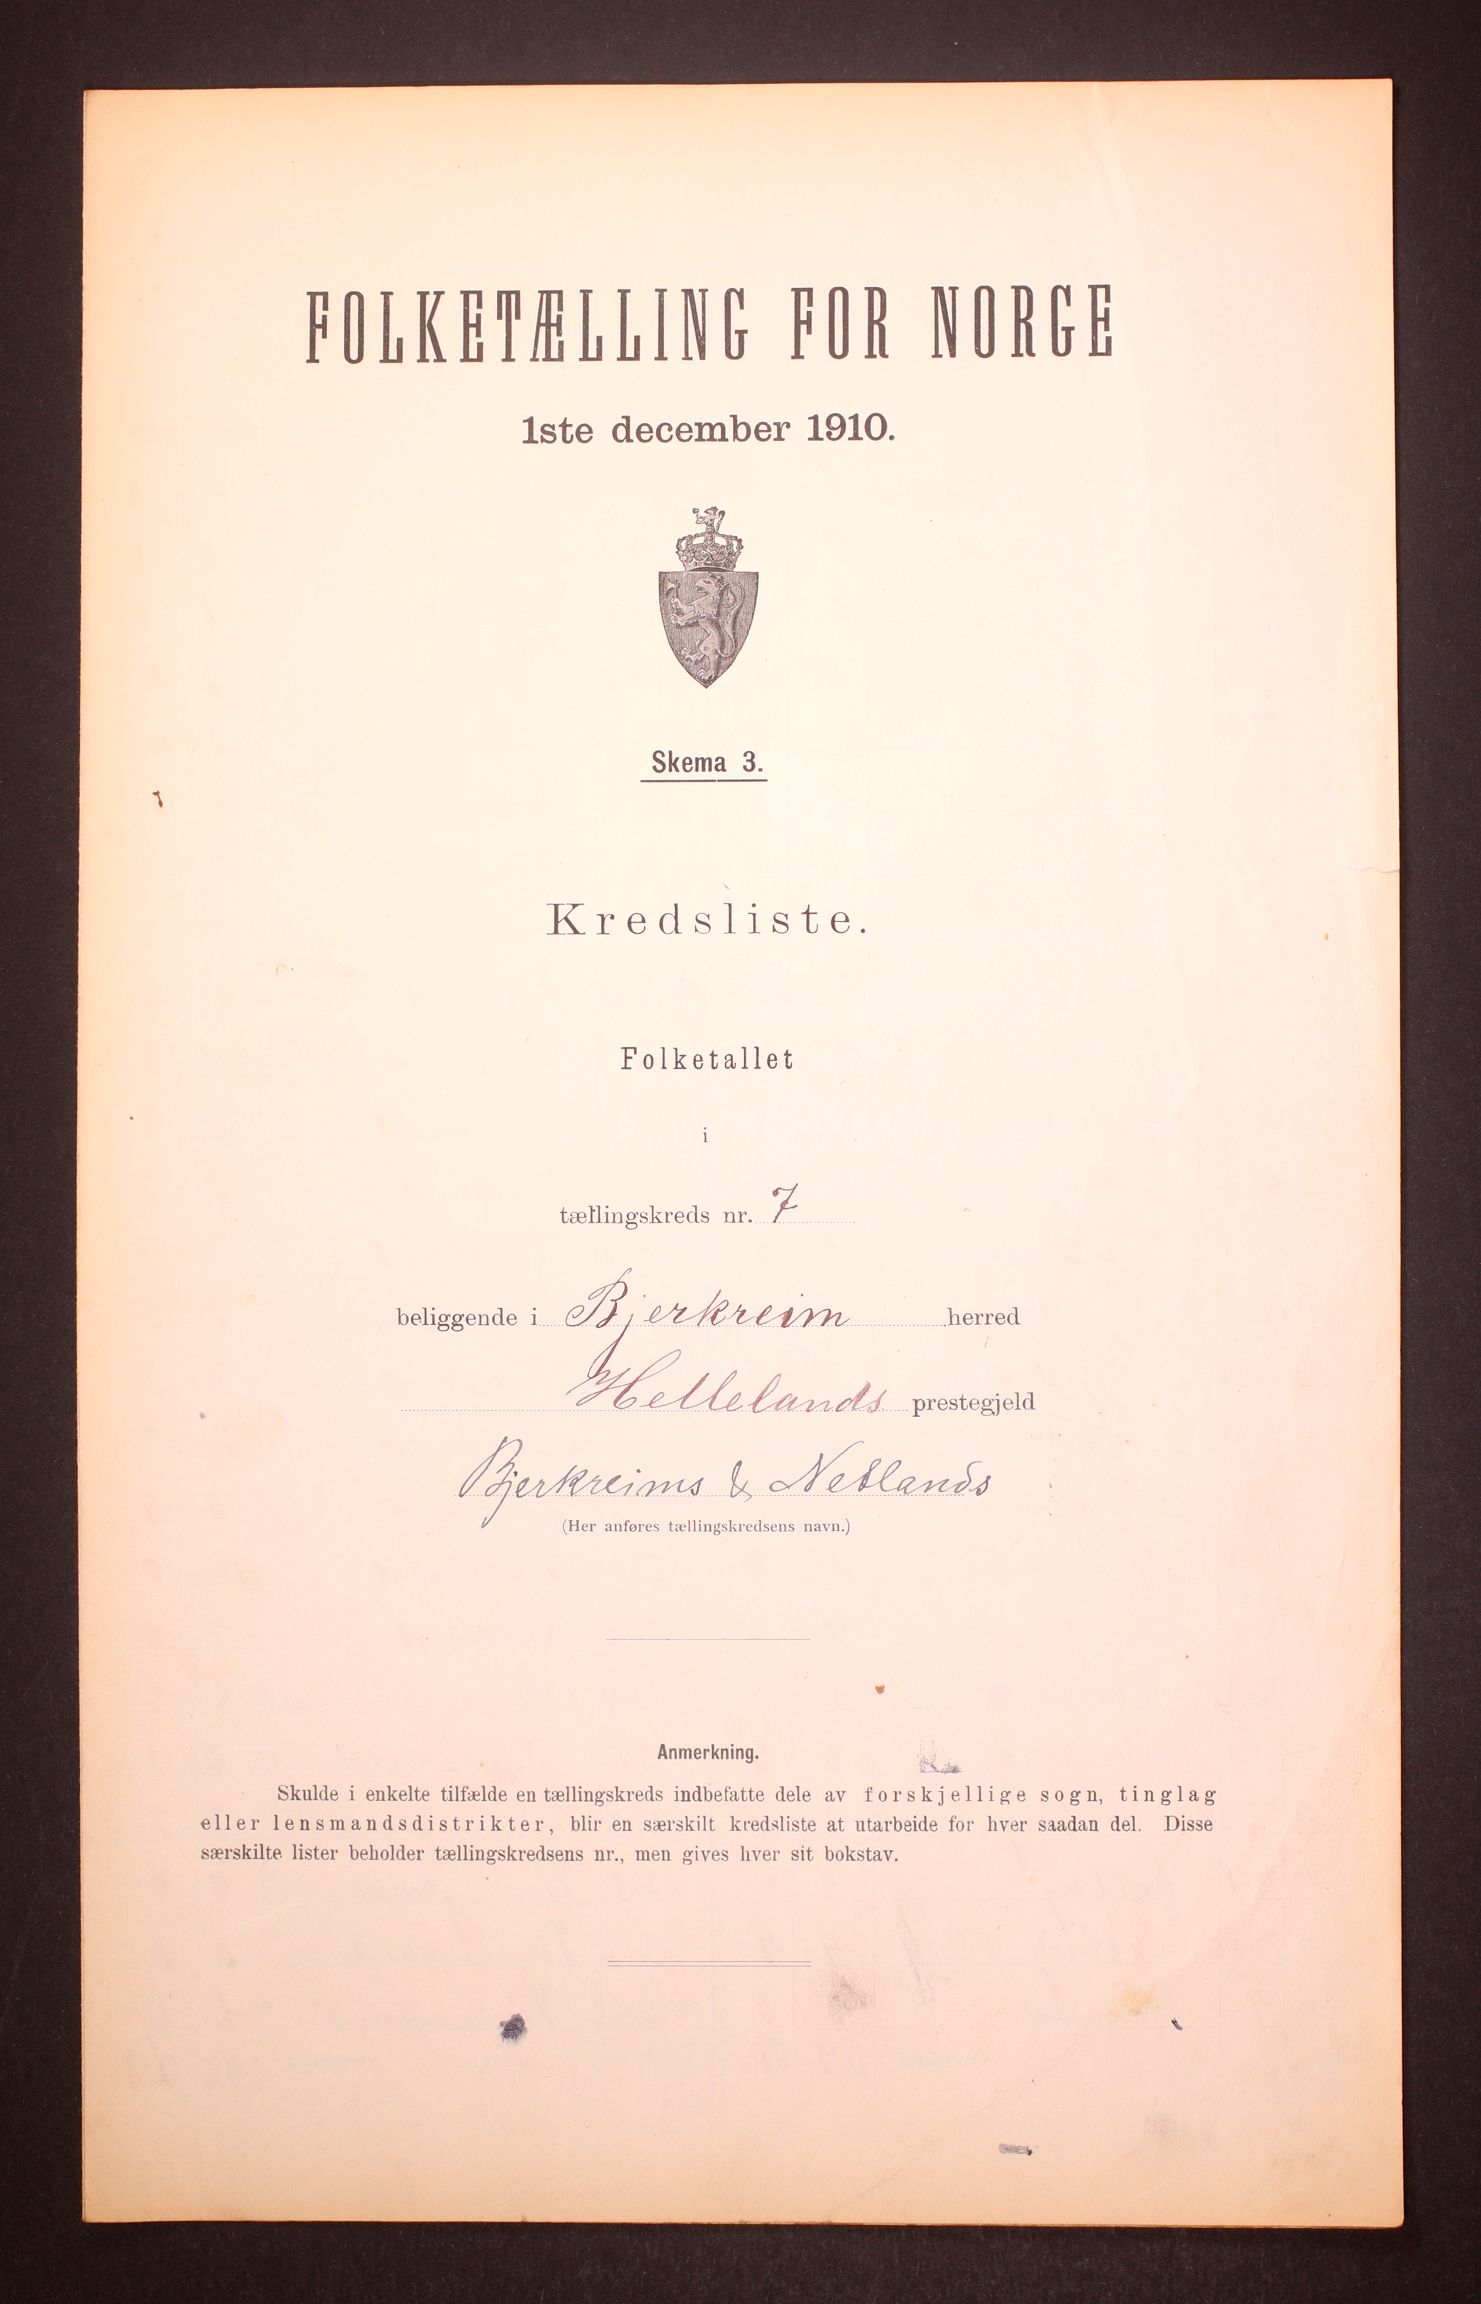 FOLKETÆLLING FOR NORGE
1ste december 1910.
Skema 3.
Kredsliste.
Folketallet
i
tællingskreds nr. 7
beliggende i Bjerkreim herred
Hellelands prestegjeld
Bjerkreims & Netlands
(Her anføres tællingskredsens navn.)
Anmerkning.
Skulde i enkelte tilfælde en tællingskreds indbefatte dele av forskjellige sogn, tinglag
eller lensmandsdistrikter, blir en særskilt kredsliste at utarbeide for hver saadan del. Disse
særskilte lister beholder tællingskredsens nr., men gives hver sit bokstav.